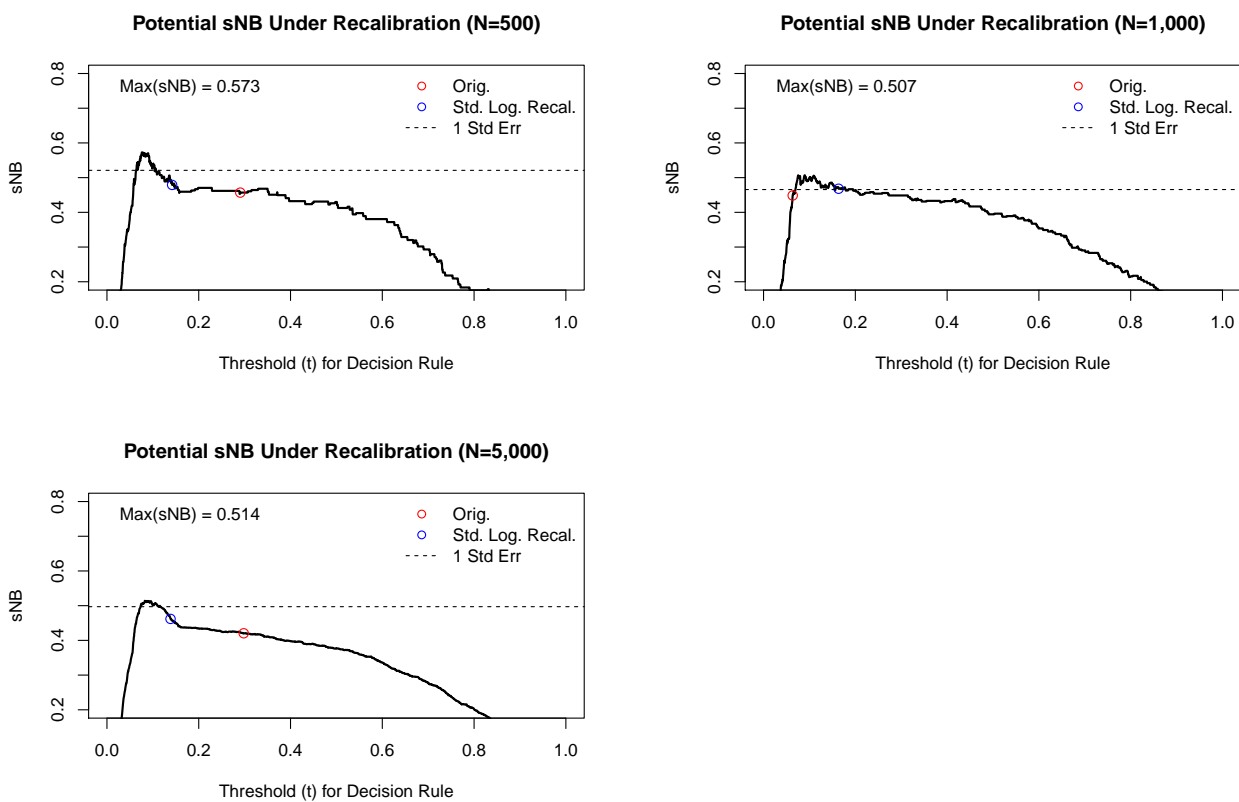 Potential sNB Under Recalibration (N=500)
Max(sNB) = 0.573
Orig.
Std. Log. Recal.
1 Std Err
sNB
0.8
0.6
0.4
0.2
0.0 0.2 0.4 0.6 0.8 1.0
Threshold (t) for Decision Rule
Potential sNB Under Recalibration (N=1,000)
Max(sNB) = 0.507
Orig.
Std. Log. Recal.
1 Std Err
sNB
0.8
0.6
0.4
0.2
0.0 0.2 0.4 0.6 0.8 1.0
Threshold (t) for Decision Rule
Potential sNB Under Recalibration (N=5,000)
Max(sNB) = 0.514
Orig.
Std. Log. Recal.
1 Std Err
sNB
0.8
0.6
0.4
0.2
0.0 0.2 0.4 0.6 0.8 1.0
Threshold (t) for Decision Rule